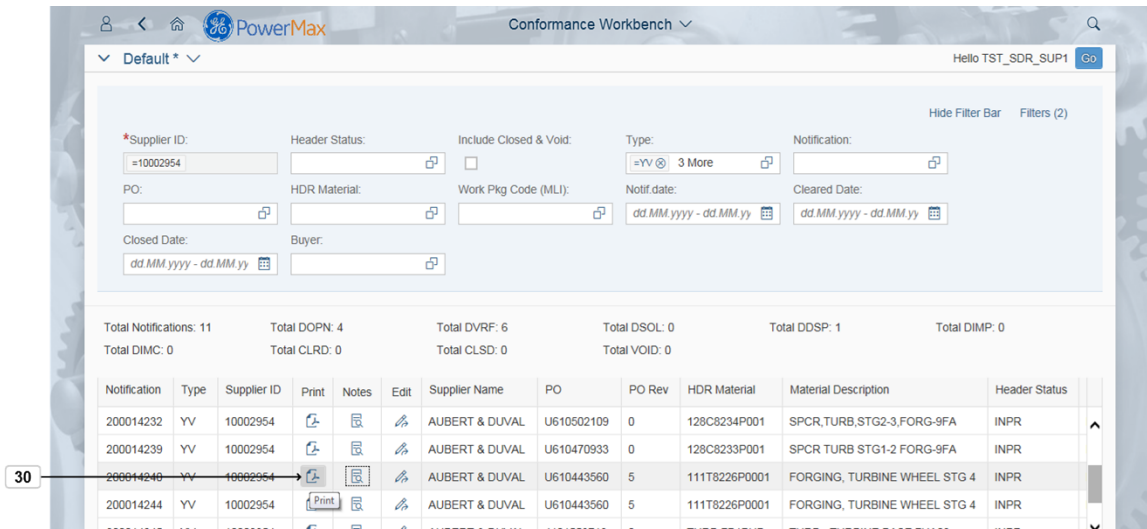 PowerMax Conformance Workbench
Default * Hello TST_SDR_SUP1 Go
Hide Filter Bar Filters (2)
*Supplier ID: Header Status: Include Closed & Void: Type: Notification:
=10002954 =YV 3 More
PO: HDR Material: Work Pkg Code (MLI): Notif.date: Cleared Date:
dd.MM.yyyy - dd.MM.yy dd.MM.yyyy - dd.MM.yy
Closed Date: Buyer:
dd.MM.yyyy - dd.MM.yy
Total Notifications: 11 Total DOPN: 4 Total DVRF: 6 Total DSOL: 0 Total DDSP: 1 Total DIMP: 0
Total DIMC: 0 Total CLRD: 0 Total CLSD: 0 Total VOID: 0
Notification Type Supplier ID Print Notes Edit Supplier Name PO PO Rev HDR Material Material Description Header Status
200014232 YV 10002954 AUBERT & DUVAL U610502109 0 128C8234P001 SPCR,TURB,STG2-3,FORG-9FA INPR
200014239 YV 10002954 AUBERT & DUVAL U610470933 0 128C8233P001 SPCR TURB STG1-2 FORG-9FA INPR
30 200014240 YV 10002954 AUBERT & DUVAL U610443560 5 111T8226P0001 FORGING, TURBINE WHEEL STG 4 INPR
200014244 YV 10002954 Print AUBERT & DUVAL U610443560 5 111T8226P0001 FORGING, TURBINE WHEEL STG 4 INPR